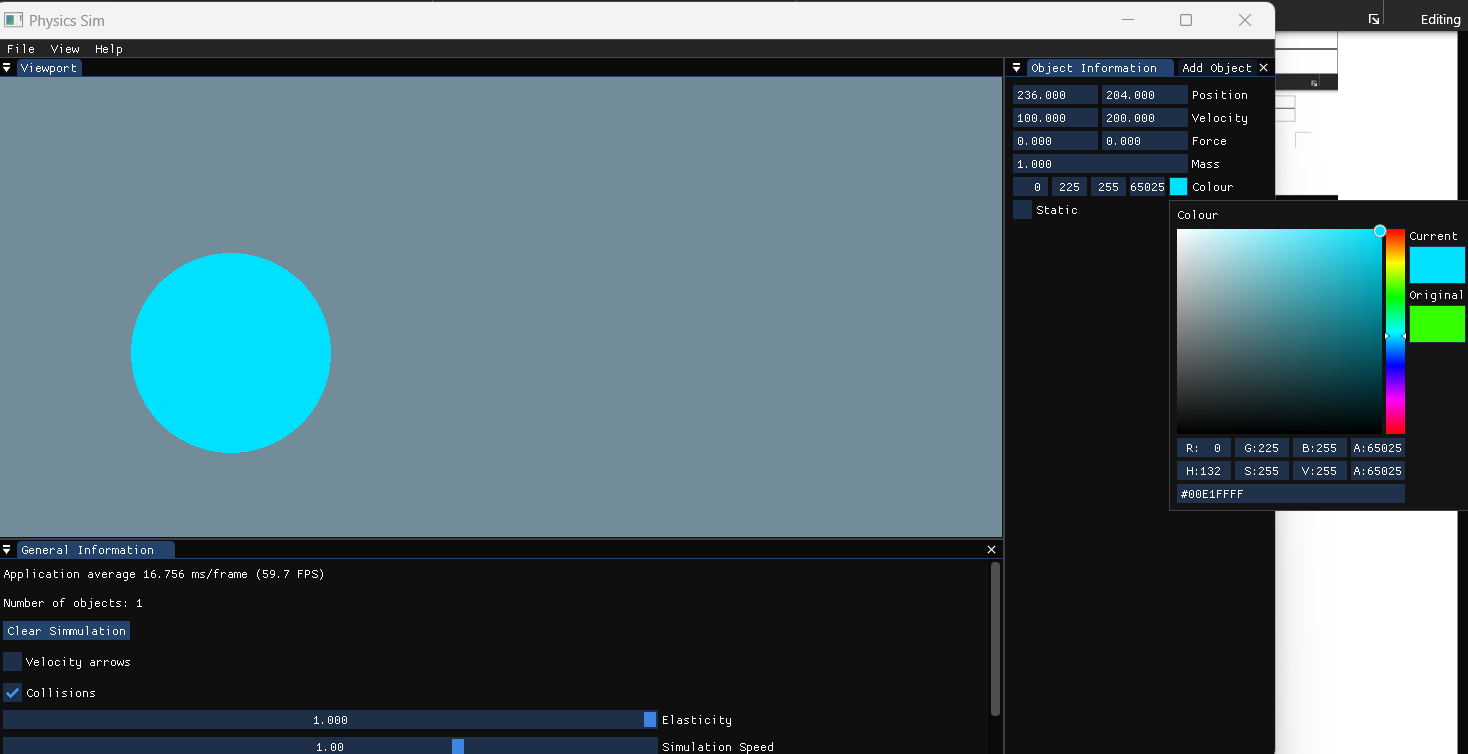 Physics Sim
Editing
File View Help
Viewport
Object Information Add Object
236.000 204.000 Position
100.000 200.000 Velocity
0.000 0.000 Force
1.000 Mass
0 225 255 65025 Colour
Static
Colour
Current
Original
R: 0 G:225 B:255 A:65025
H:132 S:255 V:255 A:65025
#00E1FFFF
General Information
Application average 16.756 ms/frame (59.7 FPS)
Number of objects: 1
Clear Simmulation
Velocity arrows
Collisions
1.000 Elasticity
1.00 Simulation Speed